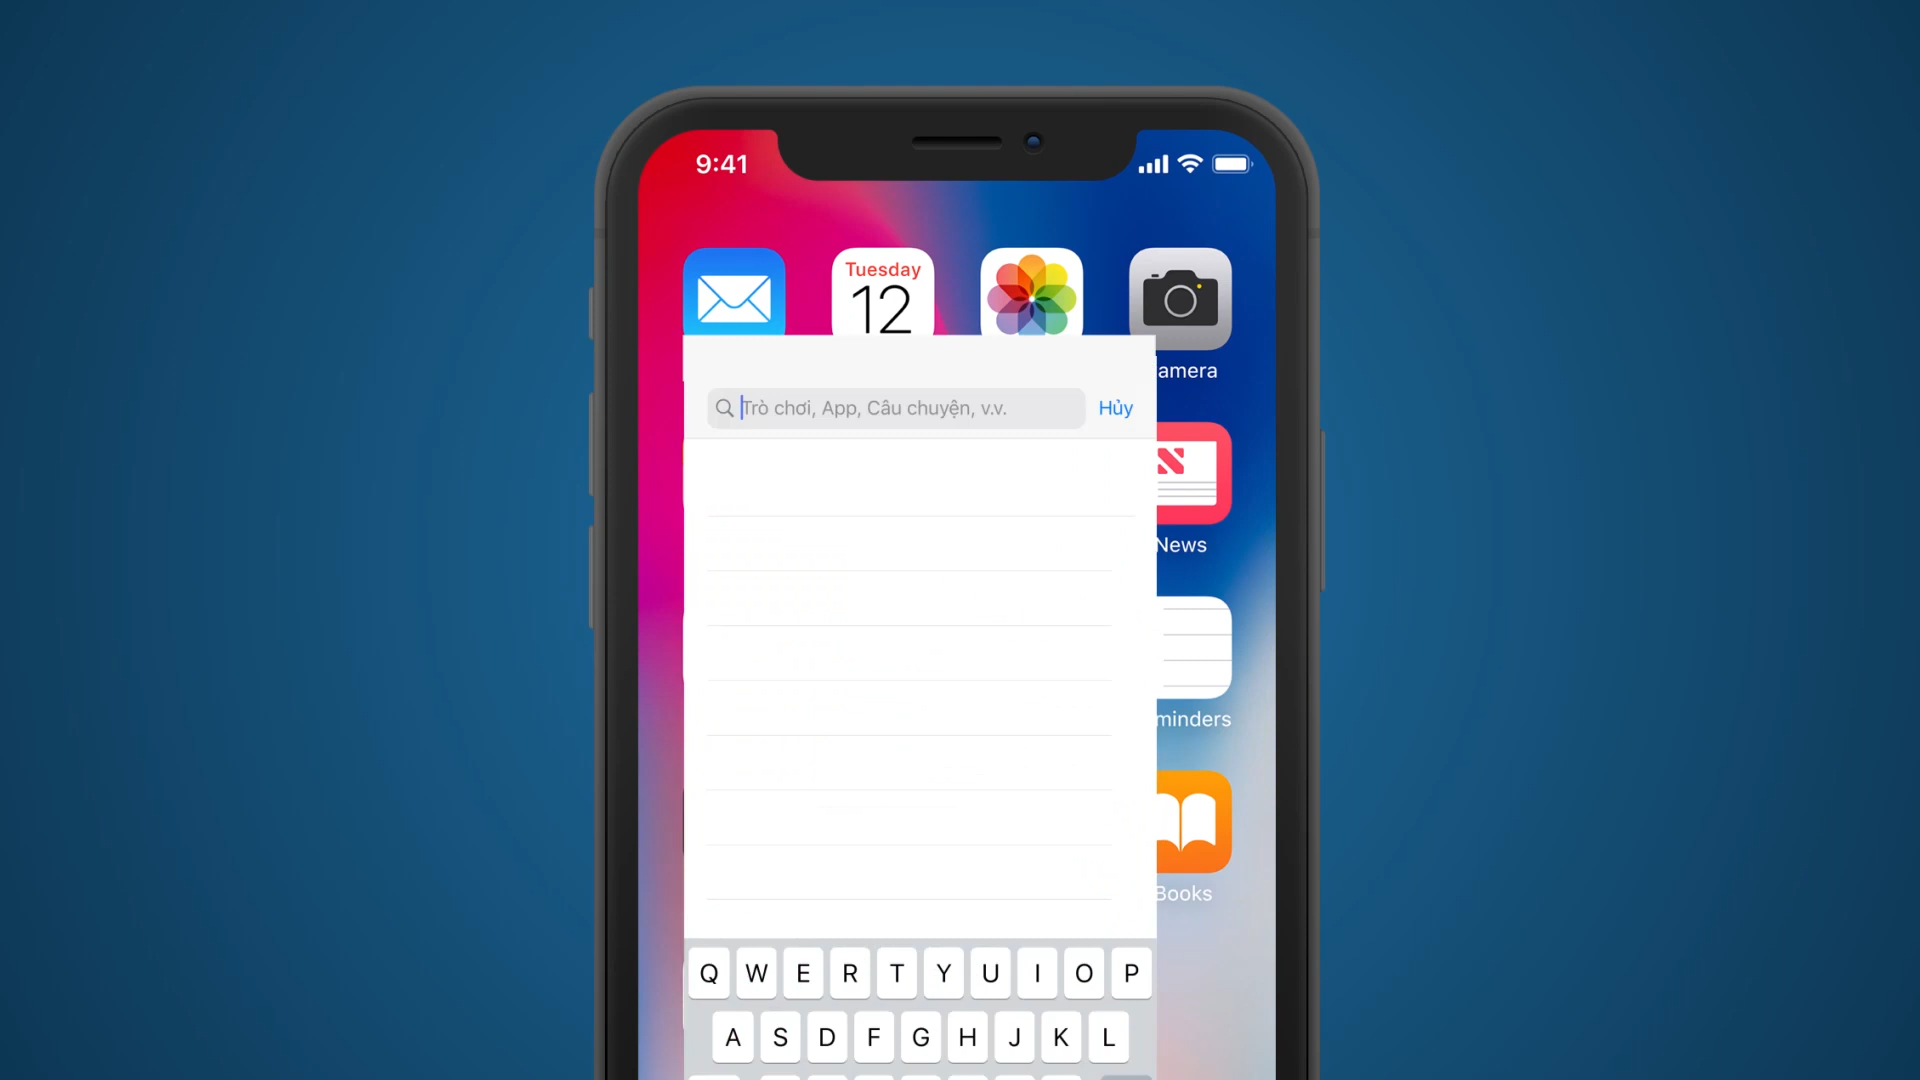 9:41
Tuesday
12
amera
Trò chơi, App, Câu chuyện, v.v.
Hủy
News
minders
Books
Q W E R T Y U I O P
A S D F G H J K L